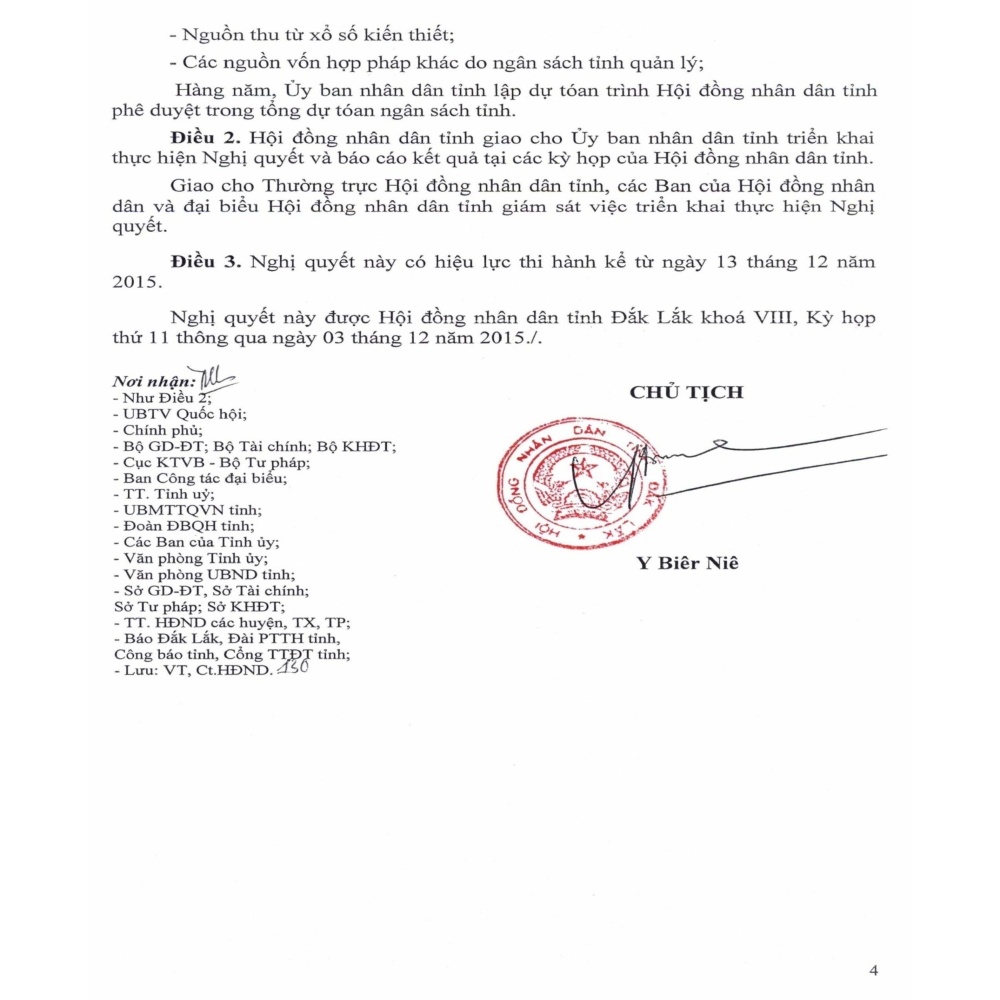 - Nguồn thu từ xổ số kiến thiết;
- Các nguồn vốn hợp pháp khác do ngân sách tỉnh quản lý;
Hàng năm, Ủy ban nhân dân tỉnh lập dự tóan trình Hội đồng nhân dân tỉnh
phê duyệt trong tổng dự tóan ngân sách tỉnh.
Điều 2. Hội đồng nhân dân tỉnh giao cho Ủy ban nhân dân tỉnh triển khai
thực hiện Nghị quyết và báo cáo kết quả tại các kỳ họp của Hội đồng nhân dân tỉnh.
Giao cho Thường trực Hội đồng nhân dân tỉnh, các Ban của Hội đồng nhân
dân và đại biểu Hội đồng nhân dân tỉnh giám sát việc triển khai thực hiện Nghị
quyết.
Điều 3. Nghị quyết này có hiệu lực thi hành kể từ ngày 13 tháng 12 năm
2015.
Nghị quyết này được Hội đồng nhân dân tỉnh Đắk Lắk khoá VIII, Kỳ họp
thứ 11 thông qua ngày 03 tháng 12 năm 2015./.
Nơi nhận:
- Như Điều 2;
- UBTV Quốc hội;
- Chính phủ;
- Bộ GD-ĐT; Bộ Tài chính; Bộ KHĐT;
- Cục KTVB - Bộ Tư pháp;
- Ban Công tác đại biểu;
- TT. Tỉnh uỷ;
- UBMTTQVN tỉnh;
- Đoàn ĐBQH tỉnh;
- Các Ban của Tỉnh ủy;
- Văn phòng Tỉnh ủy;
- Văn phòng UBND tỉnh;
- Sở GD-ĐT, Sở Tài chính;
Sở Tư pháp; Sở KHĐT;
- TT. HĐND các huyện, TX, TP;
- Báo Đắk Lắk, Đài PTTH tỉnh,
Công báo tỉnh, Cổng TTĐT tỉnh;
- Lưu: VT, Ct.HĐND. 130
CHỦ TỊCH
HỘI ĐỒNG NHÂN DÂN ĐẮK LẮK
Y Biêr Niê
4